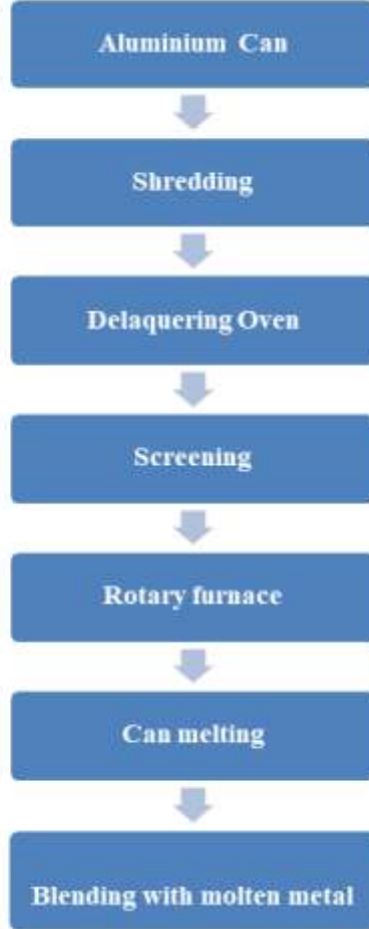 Aluminium Can
Shredding
Delaquering Oven
Screening
Rotary furnace
Can melting
Blending with molten metal